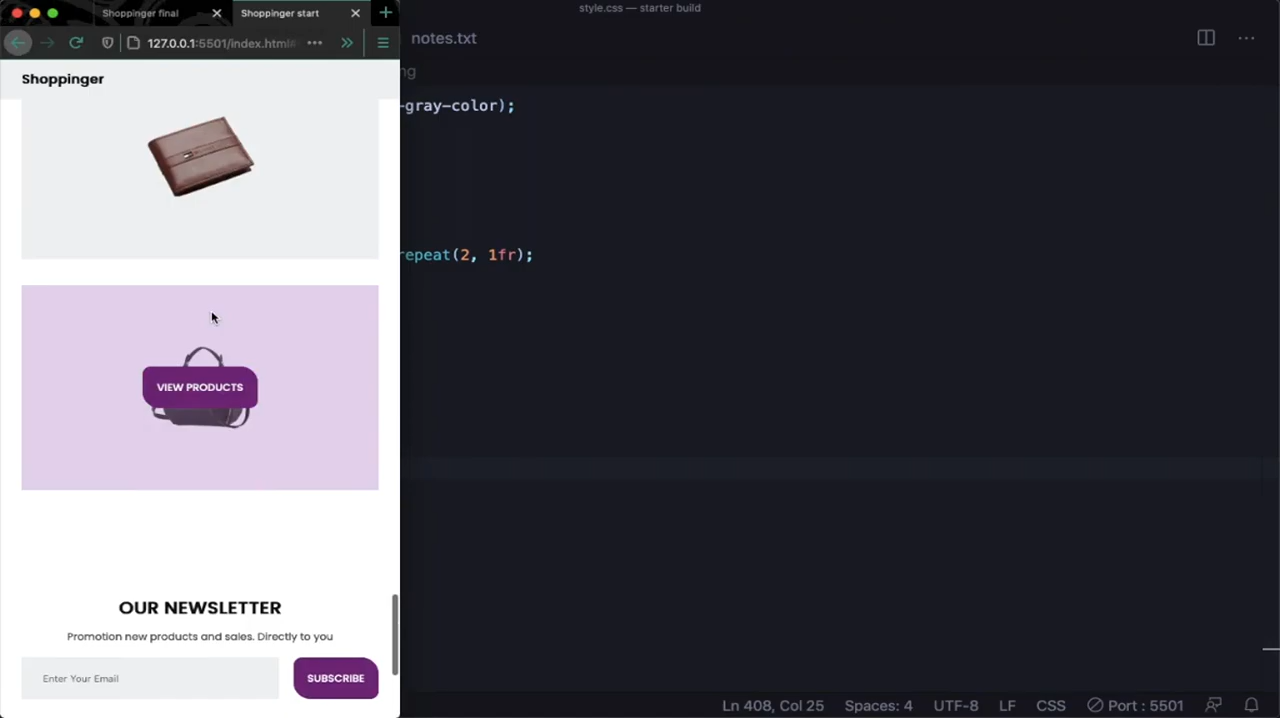 Shoppinger final
Shoppinger start
style.css — starter build
127.0.0.1:5501/index.html#
notes.txt
Shoppinger
ng
-gray-color);
repeat(2, 1fr);
VIEW PRODUCTS
OUR NEWSLETTER
Promotion new products and sales. Directly to you
Enter Your Email
SUBSCRIBE
Ln 408, Col 25
Spaces: 4
UTF-8
LF
CSS
Port : 5501